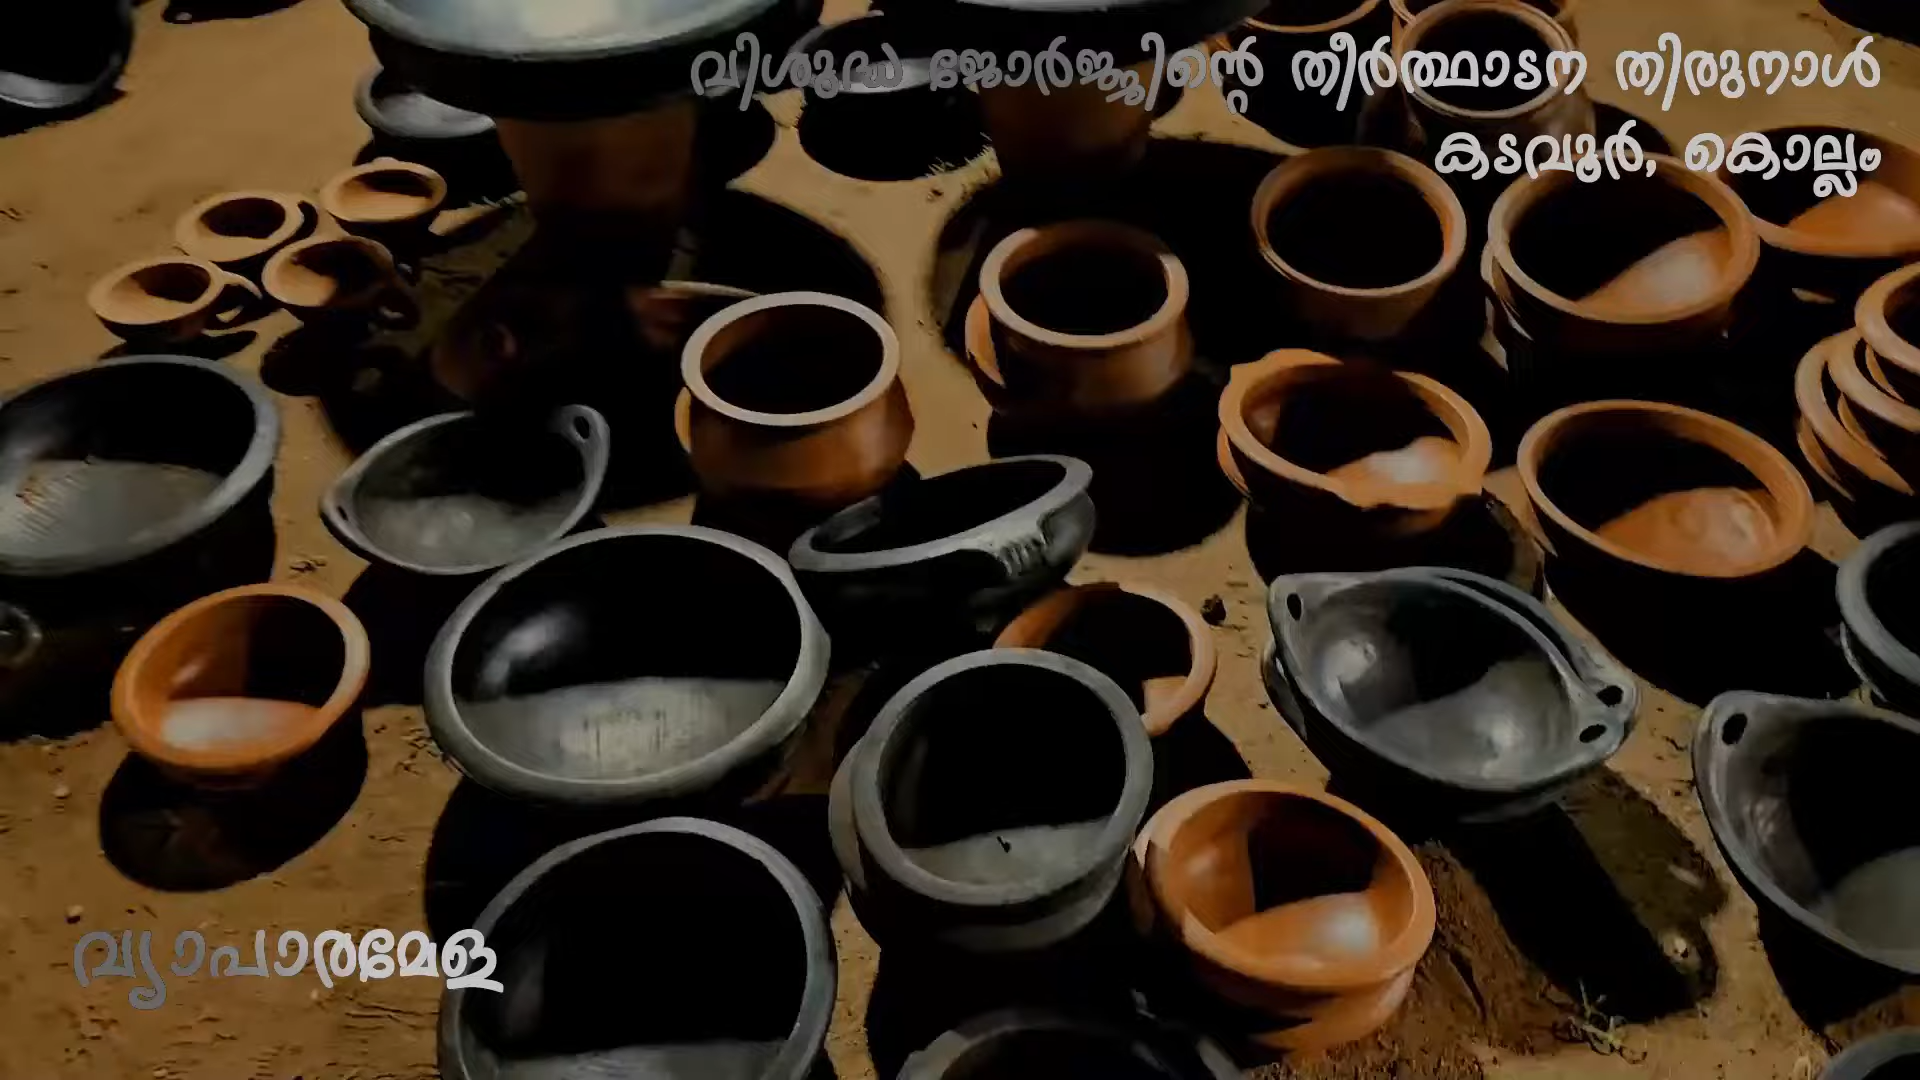 വിശുദ്ധ ജോർജ്ജിന്റെ തീർത്ഥാടന തിരുനാൾ
കടവൂർ, കൊല്ലം
വ്യാപാരമേള